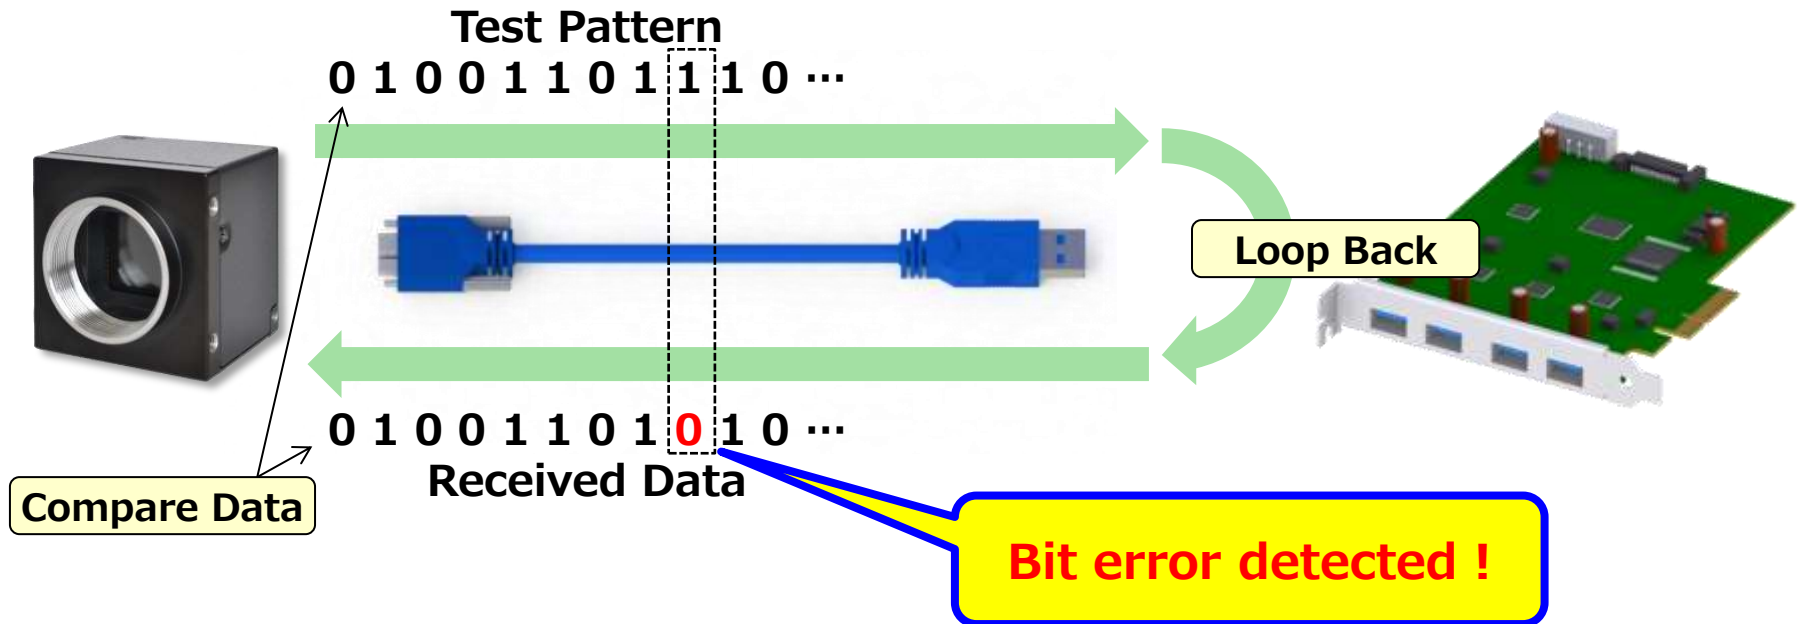 Test Pattern
0 1 0 0 1 1 0 1 1 1 0 …
Loop Back
0 1 0 0 1 1 0 1 0 1 0 …
Received Data
Compare Data
Bit error detected !